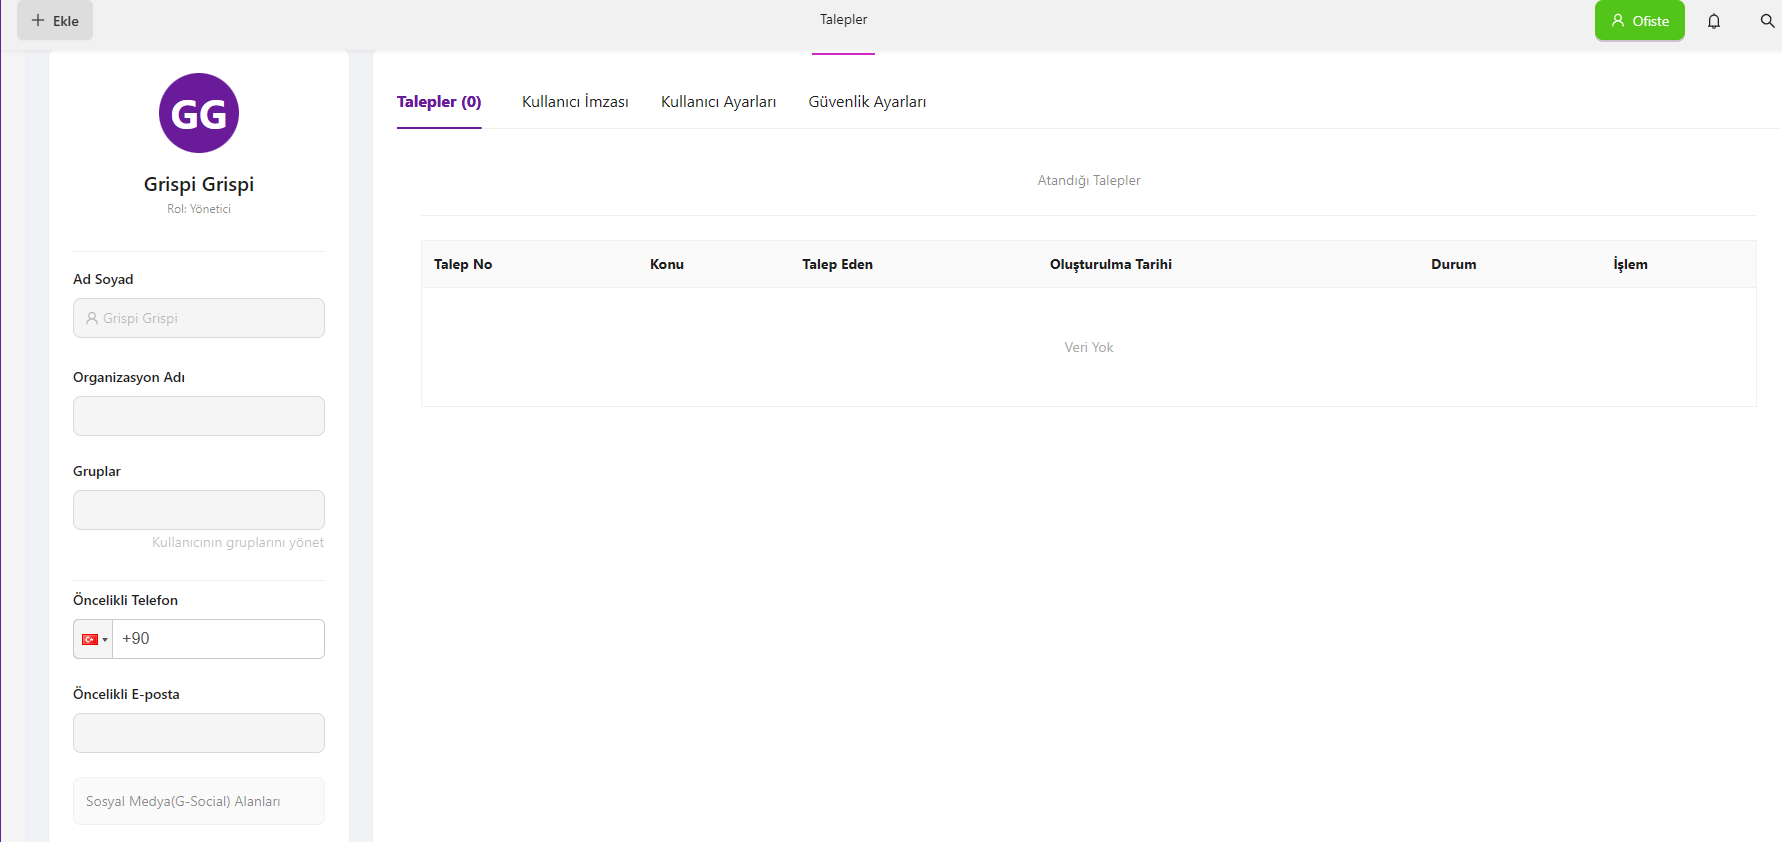 Ekle
Talepler
Ofiste
GG
Grispi Grispi
Rol: Yönetici
Ad Soyad
Grispi Grispi
Organizasyon Adı
Gruplar
Kullanıcının gruplarını yönet
Öncelikli Telefon
+90
Öncelikli E-posta
Sosyal Medya(G-Social) Alanları
Talepler (0) Kullanıcı İmzası Kullanıcı Ayarları Güvenlik Ayarları
Atandığı Talepler
Talep No Konu Talep Eden Oluşturulma Tarihi Durum İşlem
Veri Yok